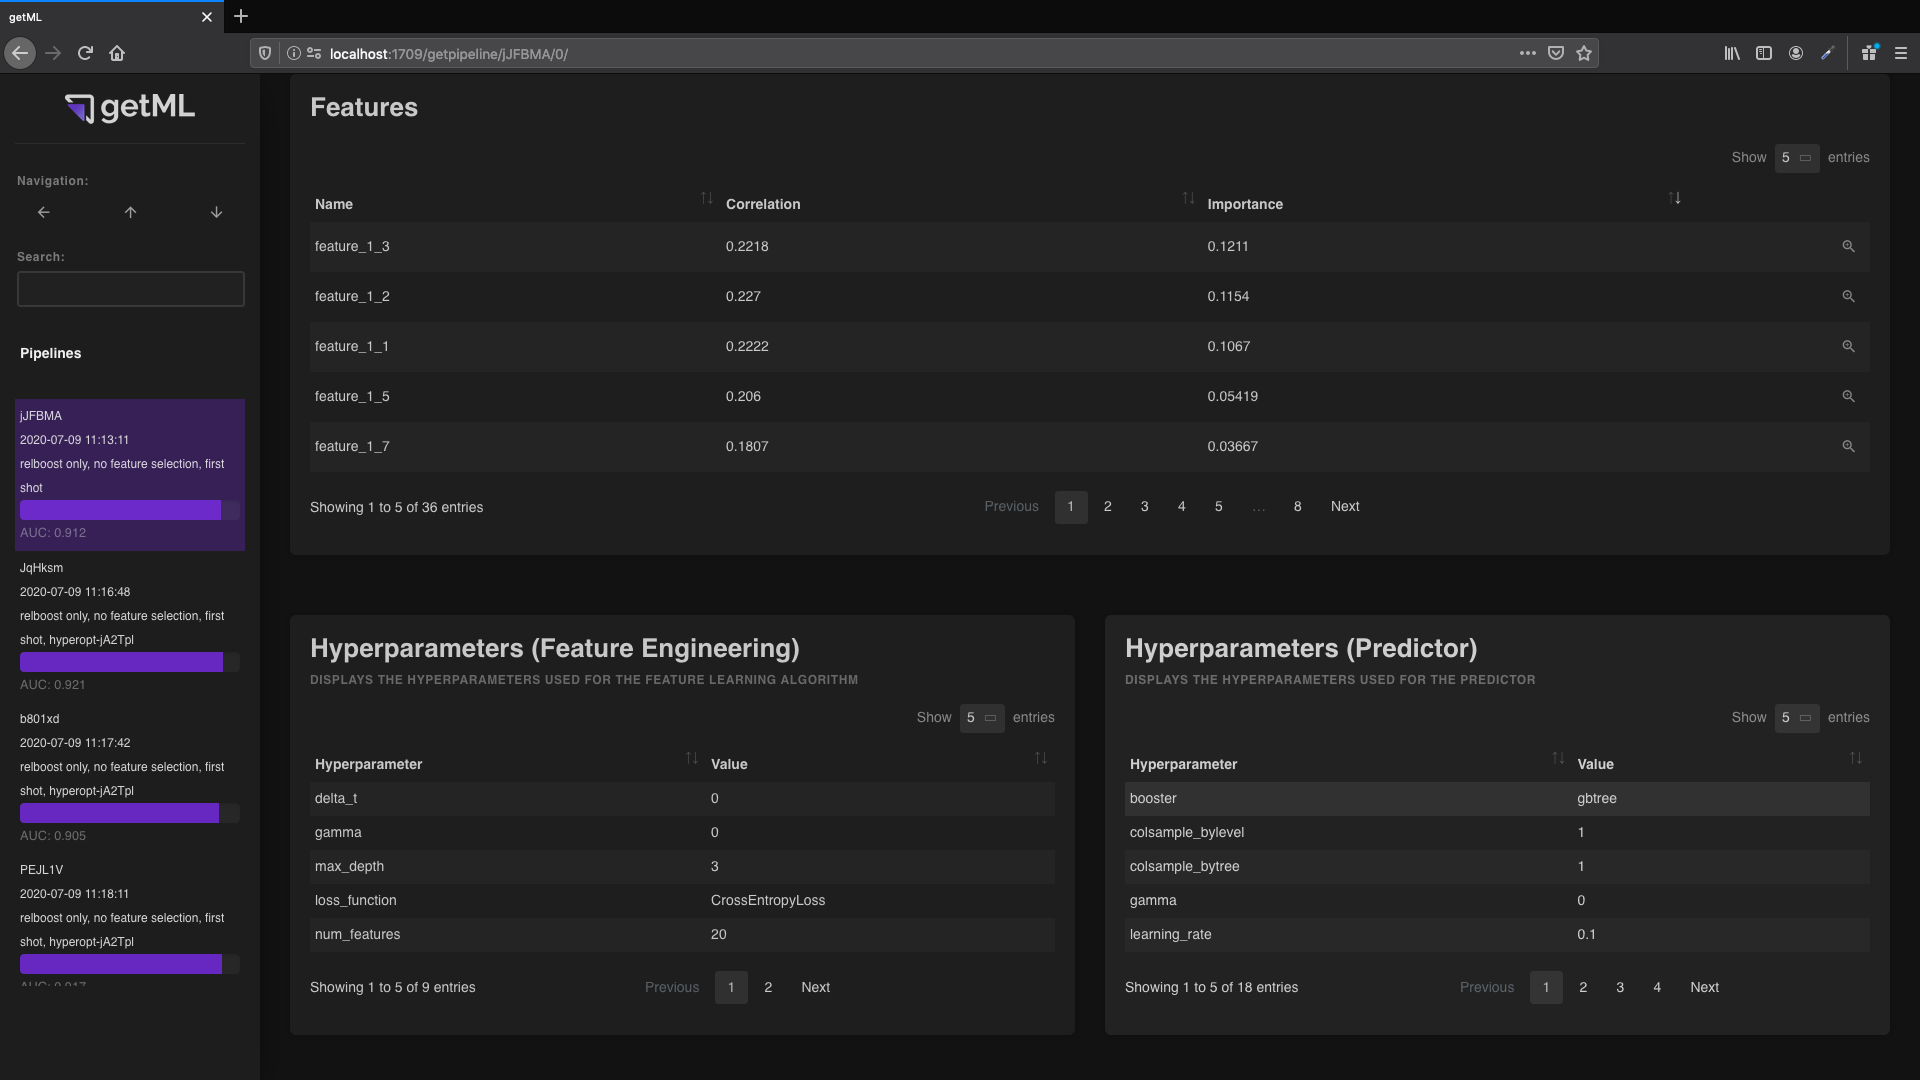 getML
localhost:1709/getpipeline/jJFBMA/0/
getML
Navigation:
Search:
Pipelines
jJFBMA
2020-07-09 11:13:11
relboost only, no feature selection, first
shot
AUC: 0.912
JqHksm
2020-07-09 11:16:48
relboost only, no feature selection, first
shot, hyperopt-jA2Tpl
AUC: 0.921
b801xd
2020-07-09 11:17:42
relboost only, no feature selection, first
shot, hyperopt-jA2Tpl
AUC: 0.905
PEJL1V
2020-07-09 11:18:11
relboost only, no feature selection, first
shot, hyperopt-jA2Tpl
AUC: 0.917
Features
Show 5 entries
Name Correlation Importance
feature_1_3 0.2218 0.1211
feature_1_2 0.227 0.1154
feature_1_1 0.2222 0.1067
feature_1_5 0.206 0.05419
feature_1_7 0.1807 0.03667
Showing 1 to 5 of 36 entries Previous 1 2 3 4 5 … 8 Next
Hyperparameters (Feature Engineering)
DISPLAYS THE HYPERPARAMETERS USED FOR THE FEATURE LEARNING ALGORITHM
Show 5 entries
Hyperparameter Value
delta_t 0
gamma 0
max_depth 3
loss_function CrossEntropyLoss
num_features 20
Showing 1 to 5 of 9 entries Previous 1 2 Next
Hyperparameters (Predictor)
DISPLAYS THE HYPERPARAMETERS USED FOR THE PREDICTOR
Show 5 entries
Hyperparameter Value
booster gbtree
colsample_bylevel 1
colsample_bytree 1
gamma 0
learning_rate 0.1
Showing 1 to 5 of 18 entries Previous 1 2 3 4 Next